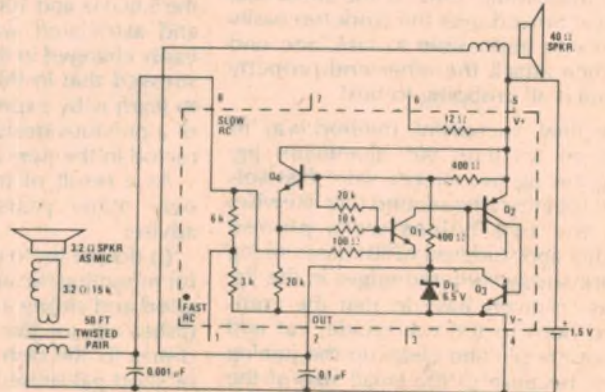 40 Ω
SPKR.
8
7
6
5
SLOW
RC
12 Ω
V+
400 Ω
Q4
Q2
20 k
10 k
100 Ω
Q1
400 Ω
6 k
3 k
20 k
D1
6.5 V
Q3
3.2 Ω SPKR
AS MIC
3.2 Ω: 15 k
50 FT
TWISTED
PAIR
FAST
RC
OUT
V−
1
2
3
4
1.5 V
0.001 µF
0.1 µF